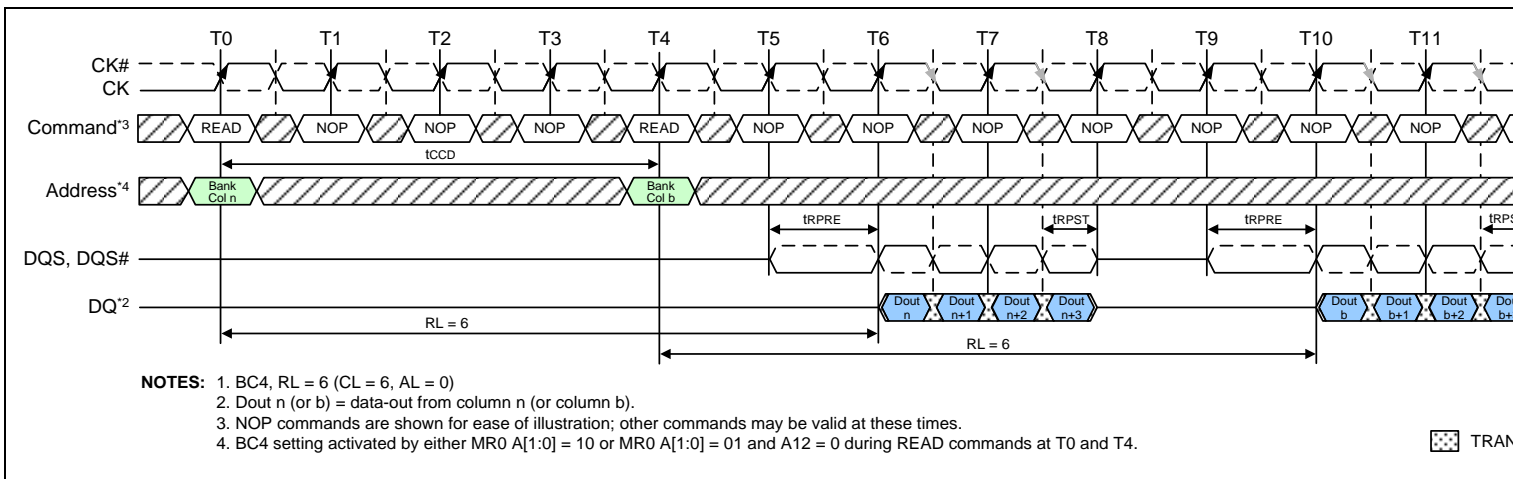 T0 T1 T2 T3 T4 T5 T6 T7 T8 T9 T10 T11
CK#
CK
Command*3 READ NOP NOP NOP READ NOP NOP NOP NOP NOP NOP NOP
tCCD
Address*4 Bank Col n Bank Col b
tRPRE tRPST tRPRE
DQS, DQS#
DQ*2 Dout n Dout n+1 Dout n+2 Dout n+3 Dout b Dout b+1 Dout b+2 Dout
RL = 6
RL = 6
NOTES: 1. BC4, RL = 6 (CL = 6, AL = 0)
2. Dout n (or b) = data-out from column n (or column b).
3. NOP commands are shown for ease of illustration; other commands may be valid at these times.
4. BC4 setting activated by either MR0 A[1:0] = 10 or MR0 A[1:0] = 01 and A12 = 0 during READ commands at T0 and T4.
TRAN